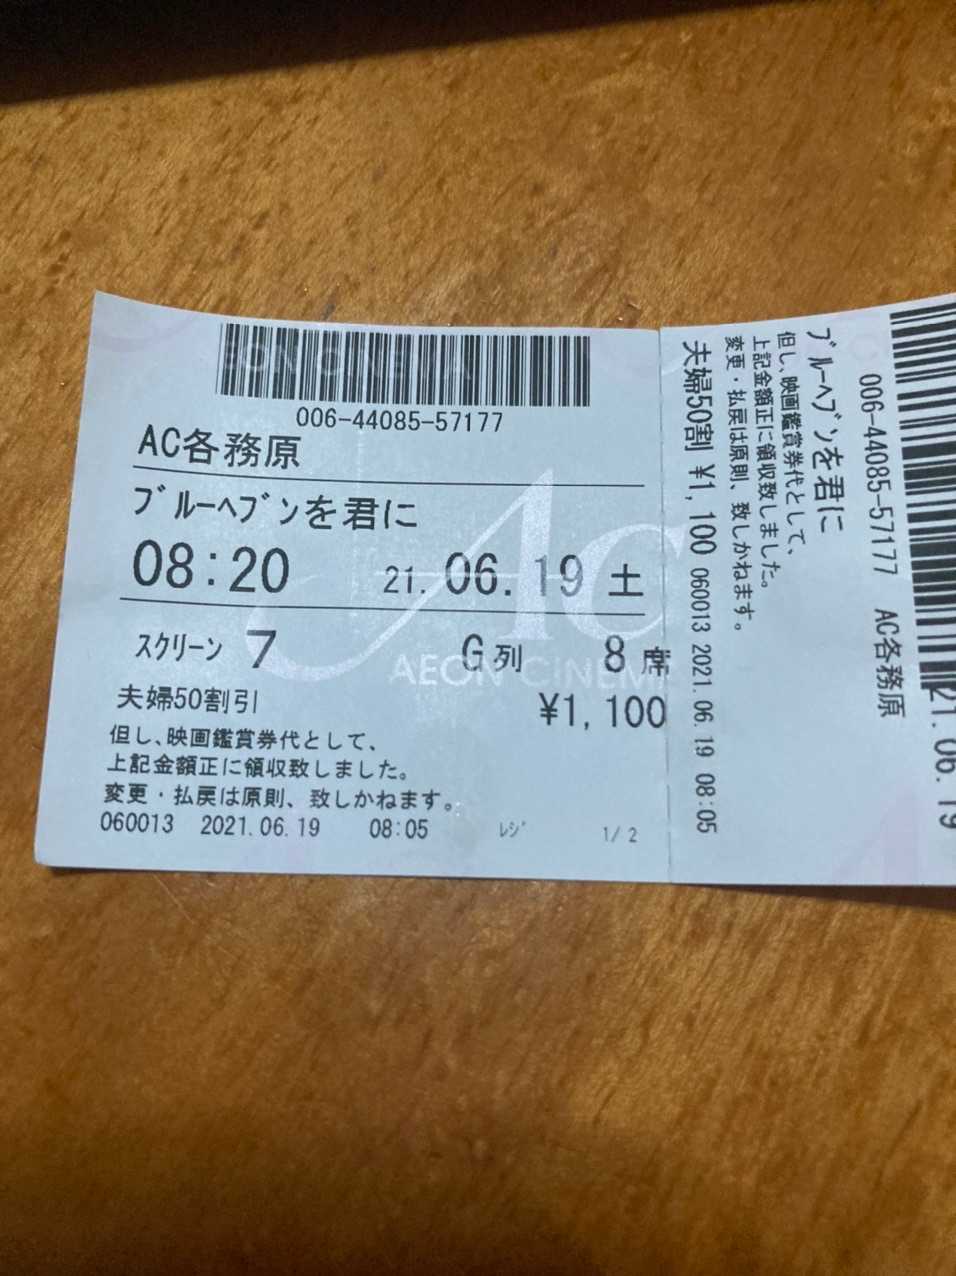 006-44085-57177
AC各務原
ブルーヘブンを君に
08:20 21.06.19 土
スクリーン 7 G列 8席
夫婦50割引 ¥1,100
但し、映画鑑賞券代として、
上記金額正に領収致しました。
変更・払戻は原則、致しかねます。
060013 2021.06.19 08:05 レジ 1/2
AC
AEON CINEMA
006-44085-57177 AC各務原
ブルーヘブンを君に
但し、映画鑑賞券代として、
上記金額正に領収致しました。
変更・払戻は原則、致しかねます。
夫婦50割 ¥1,100 060013 2021.06.19 08:05
21.06.19